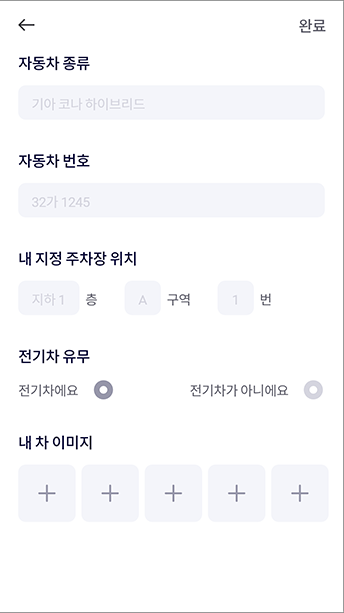 완료
자동차 종류
기아 코나 하이브리드
자동차 번호
32가 1245
내 지정 주차장 위치
지하 1 층 A 구역 1 번
전기차 유무
전기차에요 전기차가 아니에요
내 차 이미지